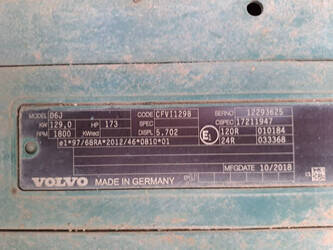 MODEL D6J CODE CFV11298 SERNO 12293625
KW 129.0 HP 173 SPEC CSPEC 17211947
RPM 1800 KWred DISPL 5.702 E1 120R 010184
e1*97/68RA*2012/46*0810*01 24R 033368
MFGDATE 10/2018
VOLVO MADE IN GERMANY